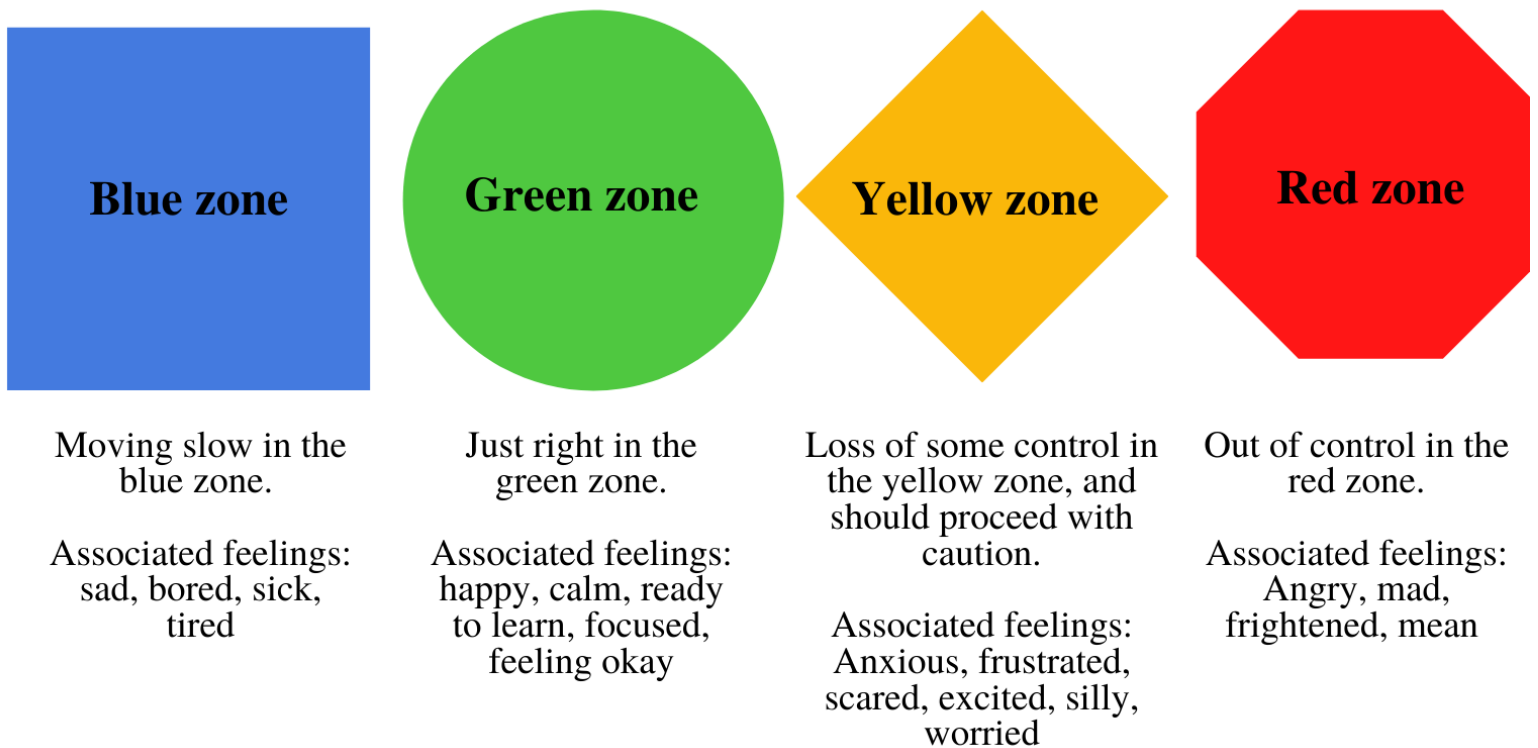 Blue zone
Moving slow in the
blue zone.
Associated feelings:
sad, bored, sick,
tired
Green zone
Just right in the
green zone.
Associated feelings:
happy, calm, ready
to learn, focused,
feeling okay
Yellow zone
Loss of some control in
the yellow zone, and
should proceed with
caution.
Associated feelings:
Anxious, frustrated,
scared, excited, silly,
worried
Red zone
Out of control in the
red zone.
Associated feelings:
Angry, mad,
frightened, mean